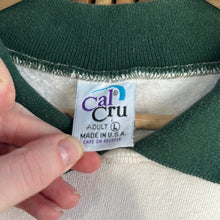 Cal
Cru
ADULT L
MADE IN U.S.A.
CARE ON REVERSE